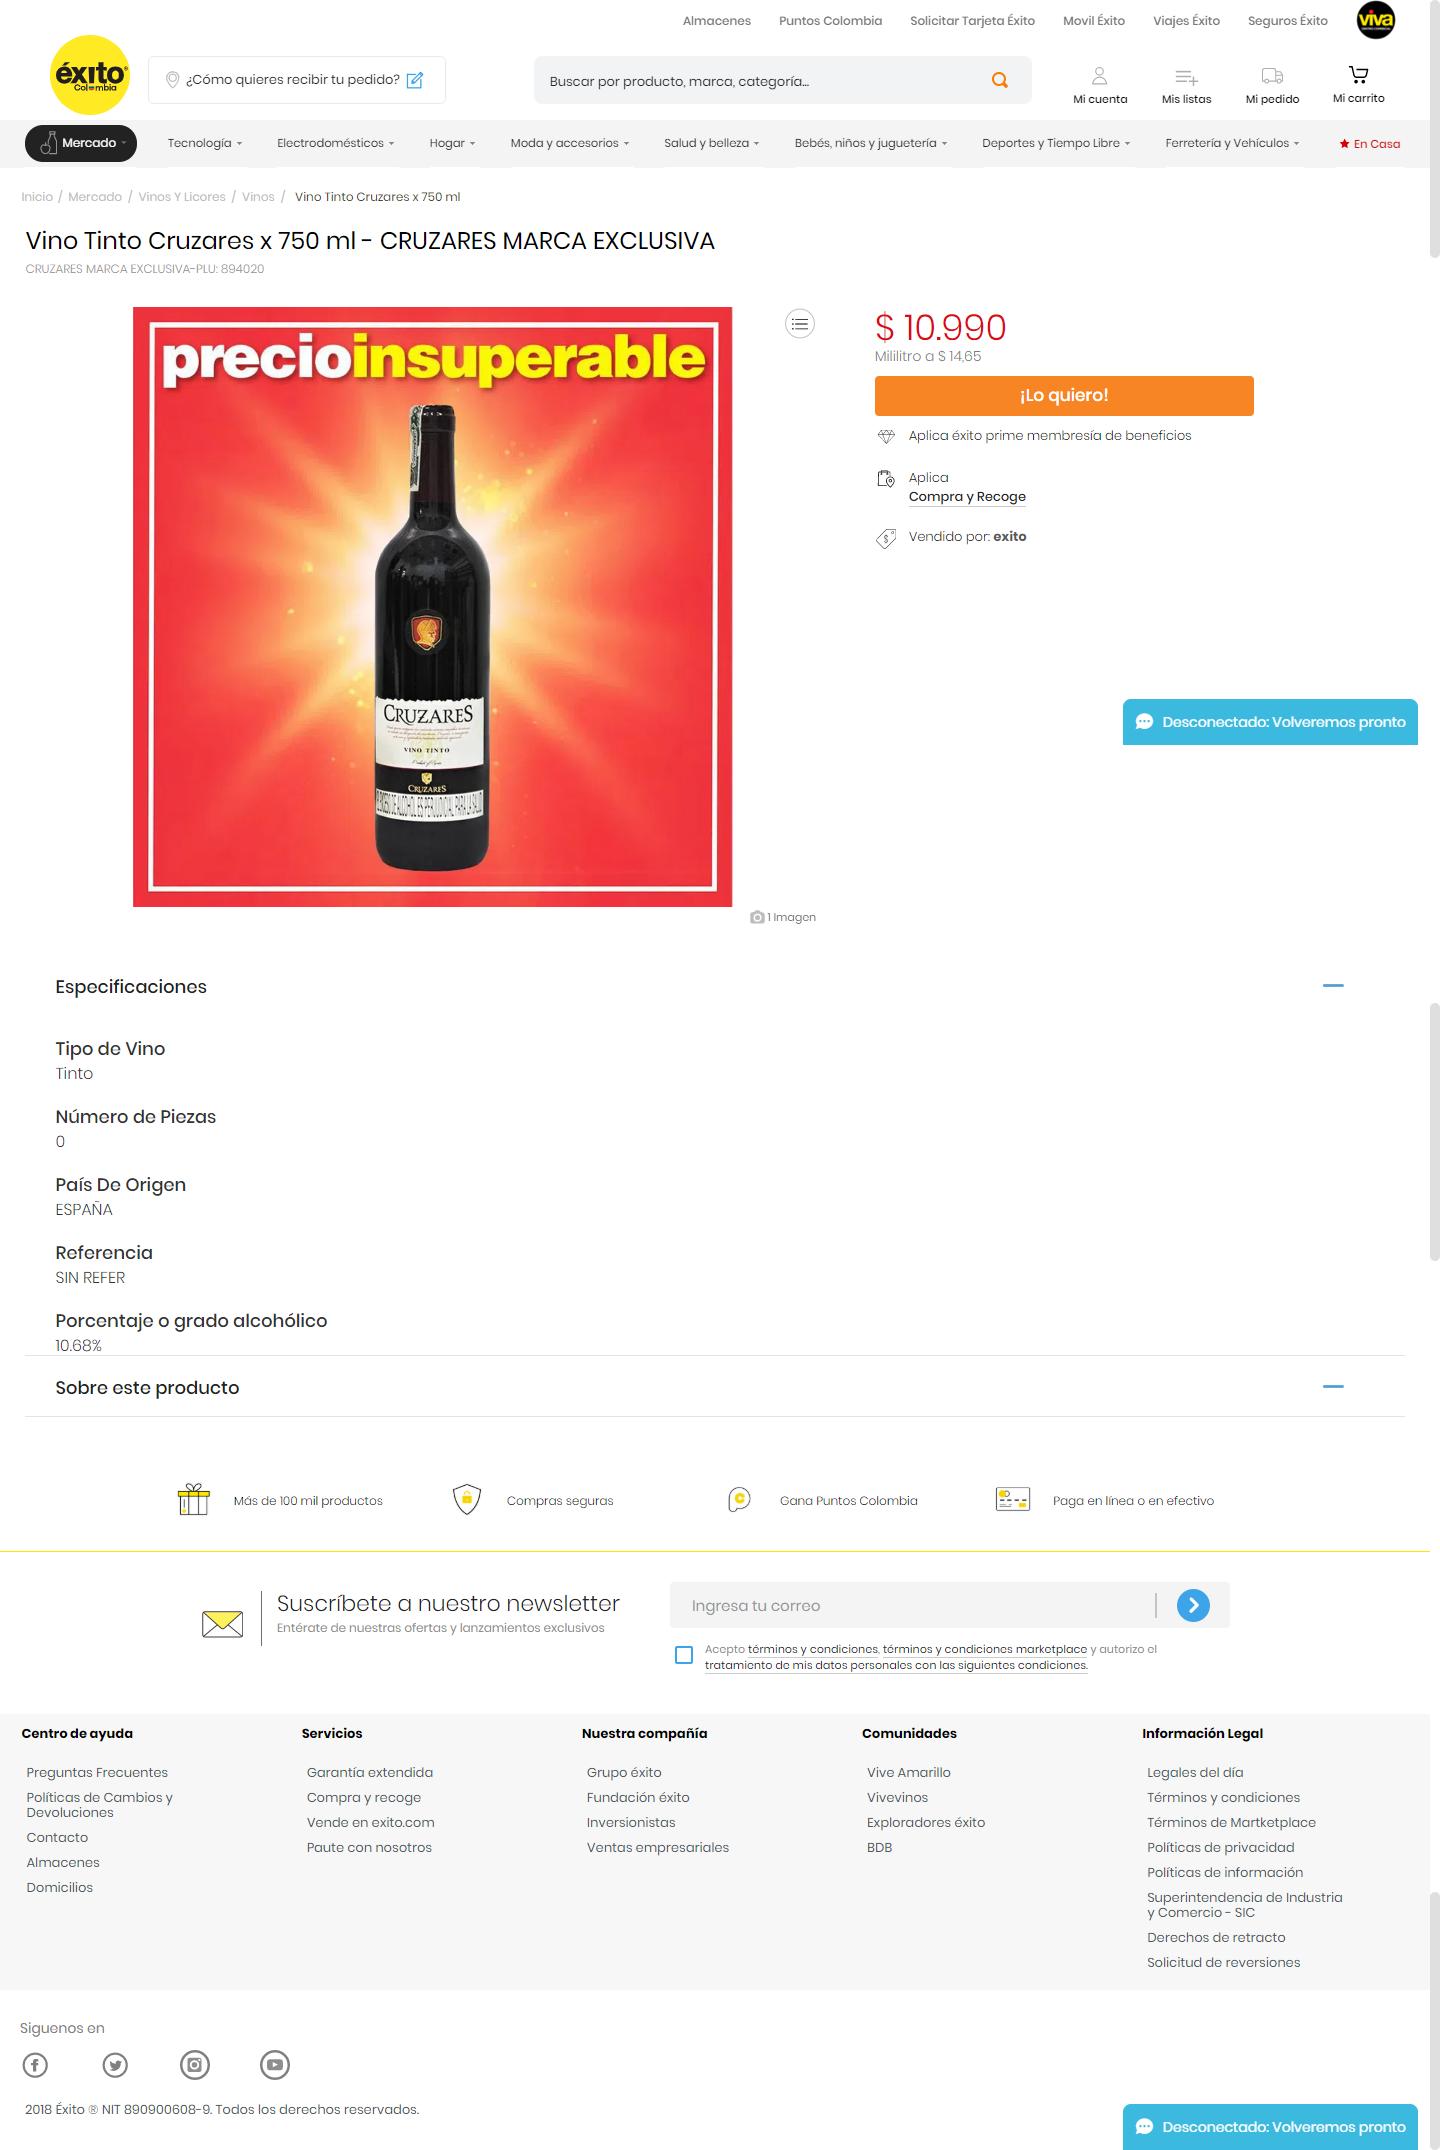 Almacenes Puntos Colombia Solicitar Tarjeta Éxito Movil Éxito Viajes Éxito Seguros Éxito viva
éxito
Colombia
¿Cómo quieres recibir tu pedido?
Buscar por producto, marca, categoría...
Mi cuenta Mis listas Mi pedido Mi carrito
Mercado Tecnología Electrodomésticos Hogar Moda y accesorios Salud y belleza Bebés, niños y juguetería Deportes y Tiempo Libre Ferretería y Vehículos En Casa
Inicio / Mercado / Vinos Y Licores / Vinos / Vino Tinto Cruzares x 750 ml
Vino Tinto Cruzares x 750 ml - CRUZARES MARCA EXCLUSIVA
CRUZARES MARCA EXCLUSIVA-PLU: 894020
precioinsuperable
CRUZARES
VINO TINTO
CRUZARES
EL EXCESO DE ALCOHOL ES PERJUDICIAL PARA LA SALUD
1 Imagen
$ 10.990
Mililitro a $ 14,65
¡Lo quiero!
Aplica éxito prime membresía de beneficios
Aplica
Compra y Recoge
Vendido por: exito
Desconectado: Volveremos pronto
Especificaciones
Tipo de Vino
Tinto
Número de Piezas
0
País De Origen
ESPAÑA
Referencia
SIN REFER
Porcentaje o grado alcohólico
10.68%
Sobre este producto
Más de 100 mil productos Compras seguras Gana Puntos Colombia Paga en línea o en efectivo
Suscríbete a nuestro newsletter
Entérate de nuestras ofertas y lanzamientos exclusivos
Ingresa tu correo
Acepto términos y condiciones, términos y condiciones marketplace y autorizo el
tratamiento de mis datos personales con las siguientes condiciones.
Centro de ayuda
Preguntas Frecuentes
Políticas de Cambios y
Devoluciones
Contacto
Almacenes
Domicilios
Servicios
Garantía extendida
Compra y recoge
Vende en exito.com
Paute con nosotros
Nuestra compañía
Grupo éxito
Fundación éxito
Inversionistas
Ventas empresariales
Comunidades
Vive Amarillo
Vivevinos
Exploradores éxito
BDB
Información Legal
Legales del día
Términos y condiciones
Términos de Martketplace
Políticas de privacidad
Políticas de información
Superintendencia de Industria
y Comercio - SIC
Derechos de retracto
Solicitud de reversiones
Siguenos en
2018 Éxito ® NIT 890900608-9. Todos los derechos reservados.
Desconectado: Volveremos pronto